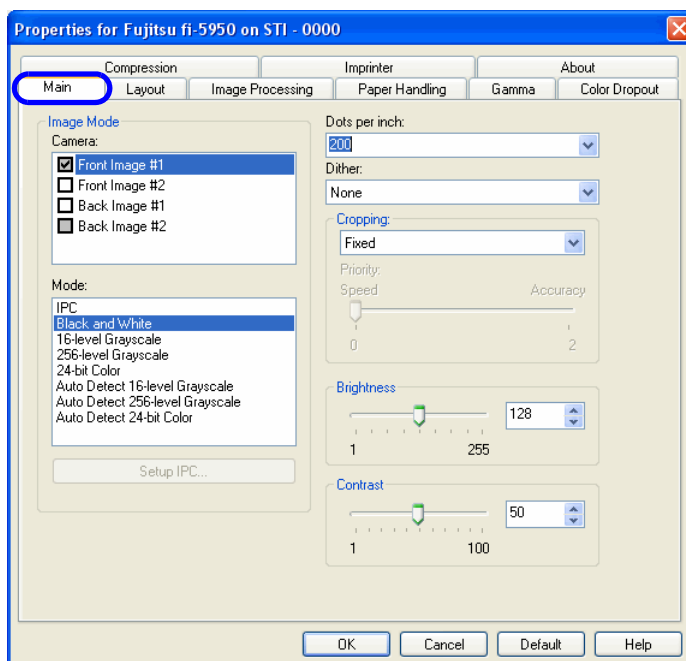 Properties for Fujitsu fi-5950 on STI - 0000
Compression Imprinter About
Main Layout Image Processing Paper Handling Gamma Color Dropout
Image Mode
Camera:
Front Image #1
Front Image #2
Back Image #1
Back Image #2
Mode:
IPC
Black and White
16-level Grayscale
256-level Grayscale
24-bit Color
Auto Detect 16-level Grayscale
Auto Detect 256-level Grayscale
Auto Detect 24-bit Color
Setup IPC...
Dots per inch:
200
Dither:
None
Cropping:
Fixed
Priority:
Speed Accuracy
0 2
Brightness
128
1 255
Contrast
50
1 100
OK Cancel Default Help